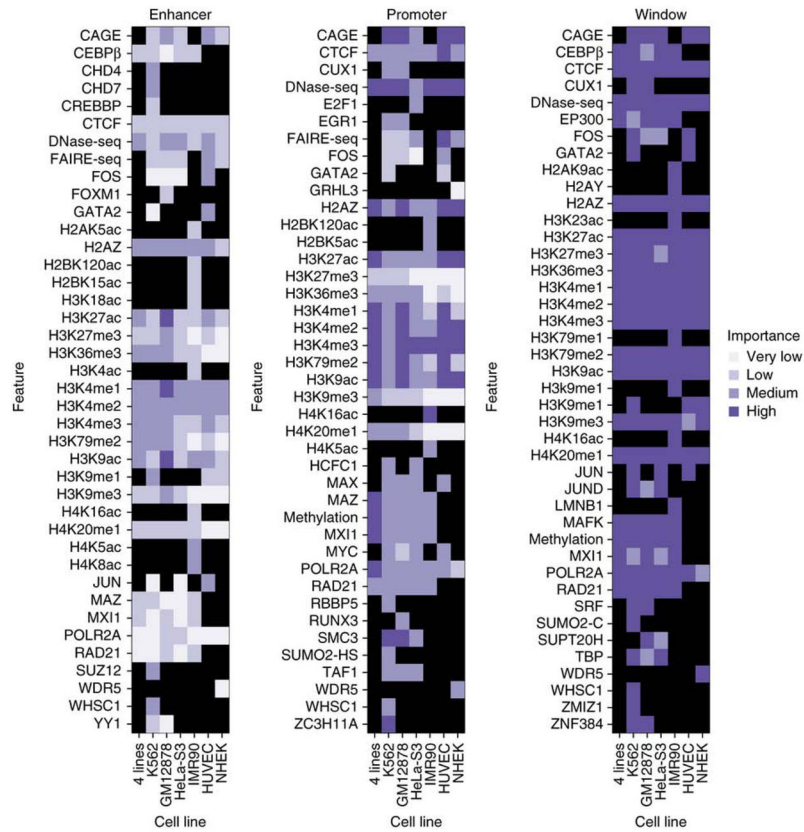 Enhancer
CAGE
CEBPβ
CHD4
CHD7
CREBBP
CTCF
DNase-seq
FAIRE-seq
FOS
FOXM1
GATA2
H2AK5ac
H2AZ
H2BK120ac
H2BK15ac
H3K18ac
H3K27ac
H3K27me3
H3K36me3
H3K4ac
H3K4me1
H3K4me2
H3K4me3
H3K79me2
H3K9ac
H3K9me1
H3K9me3
H4K16ac
H4K20me1
H4K5ac
H4K8ac
JUN
MAZ
MXI1
POLR2A
RAD21
SUZ12
WDR5
WHSC1
YY1
Feature
4 lines
K562
GM12878
HeLa-S3
IMR90
HUVEC
NHEK
Cell line
Promoter
CAGE
CTCF
CUX1
DNase-seq
E2F1
EGR1
FAIRE-seq
FOS
GATA2
GRHL3
H2AZ
H2BK120ac
H2BK5ac
H3K27ac
H3K27me3
H3K36me3
H3K4me1
H3K4me2
H3K4me3
H3K79me2
H3K9ac
H3K9me3
H4K16ac
H4K20me1
H4K5ac
HCFC1
MAX
MAZ
Methylation
MXI1
MYC
POLR2A
RAD21
RBBP5
RUNX3
SMC3
SUMO2-HS
TAF1
WDR5
WHSC1
ZC3H11A
Feature
4 lines
K562
GM12878
HeLa-S3
IMR90
HUVEC
NHEK
Cell line
Window
CAGE
CEBPβ
CTCF
CUX1
DNase-seq
EP300
FOS
GATA2
H2AK9ac
H2AY
H2AZ
H3K23ac
H3K27ac
H3K27me3
H3K36me3
H3K4me1
H3K4me2
H3K4me3
H3K79me1
H3K79me2
H3K9ac
H3k9me1
H3K9me1
H3K9me3
H4K16ac
H4K20me1
JUN
JUND
LMNB1
MAFK
Methylation
MXI1
POLR2A
RAD21
SRF
SUMO2-C
SUPT20H
TBP
WDR5
WHSC1
ZMIZ1
ZNF384
Feature
4 lines
K562
GM12878
HeLa-S3
IMR90
HUVEC
NHEK
Cell line
Importance
Very low
Low
Medium
High